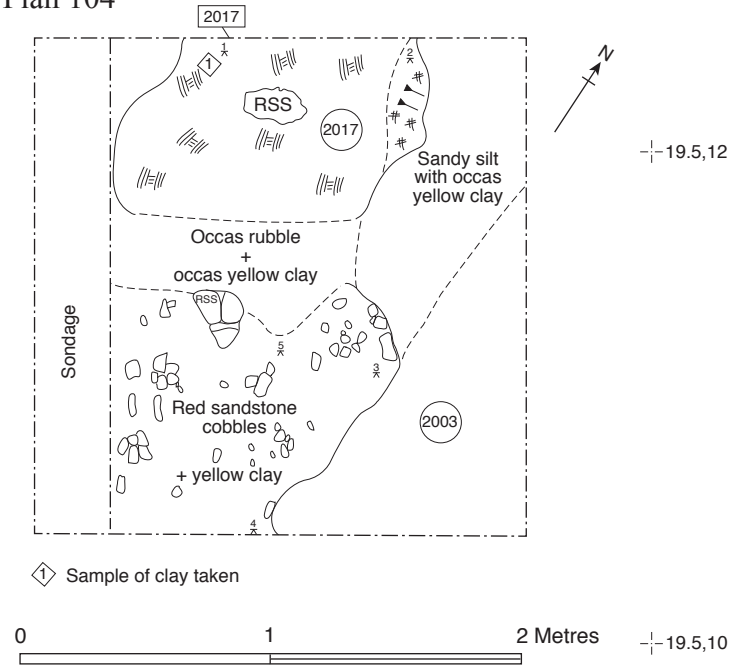 Plan 104
2017
1
2
1
N
RSS
2017
19.5,12
Sandy silt
with occas
yellow clay
Occas rubble
+
occas yellow clay
RSS
Sondage
5
3
Red sandstone
cobbles
2003
+ yellow clay
4
1 Sample of clay taken
0 1 2 Metres
19.5,10